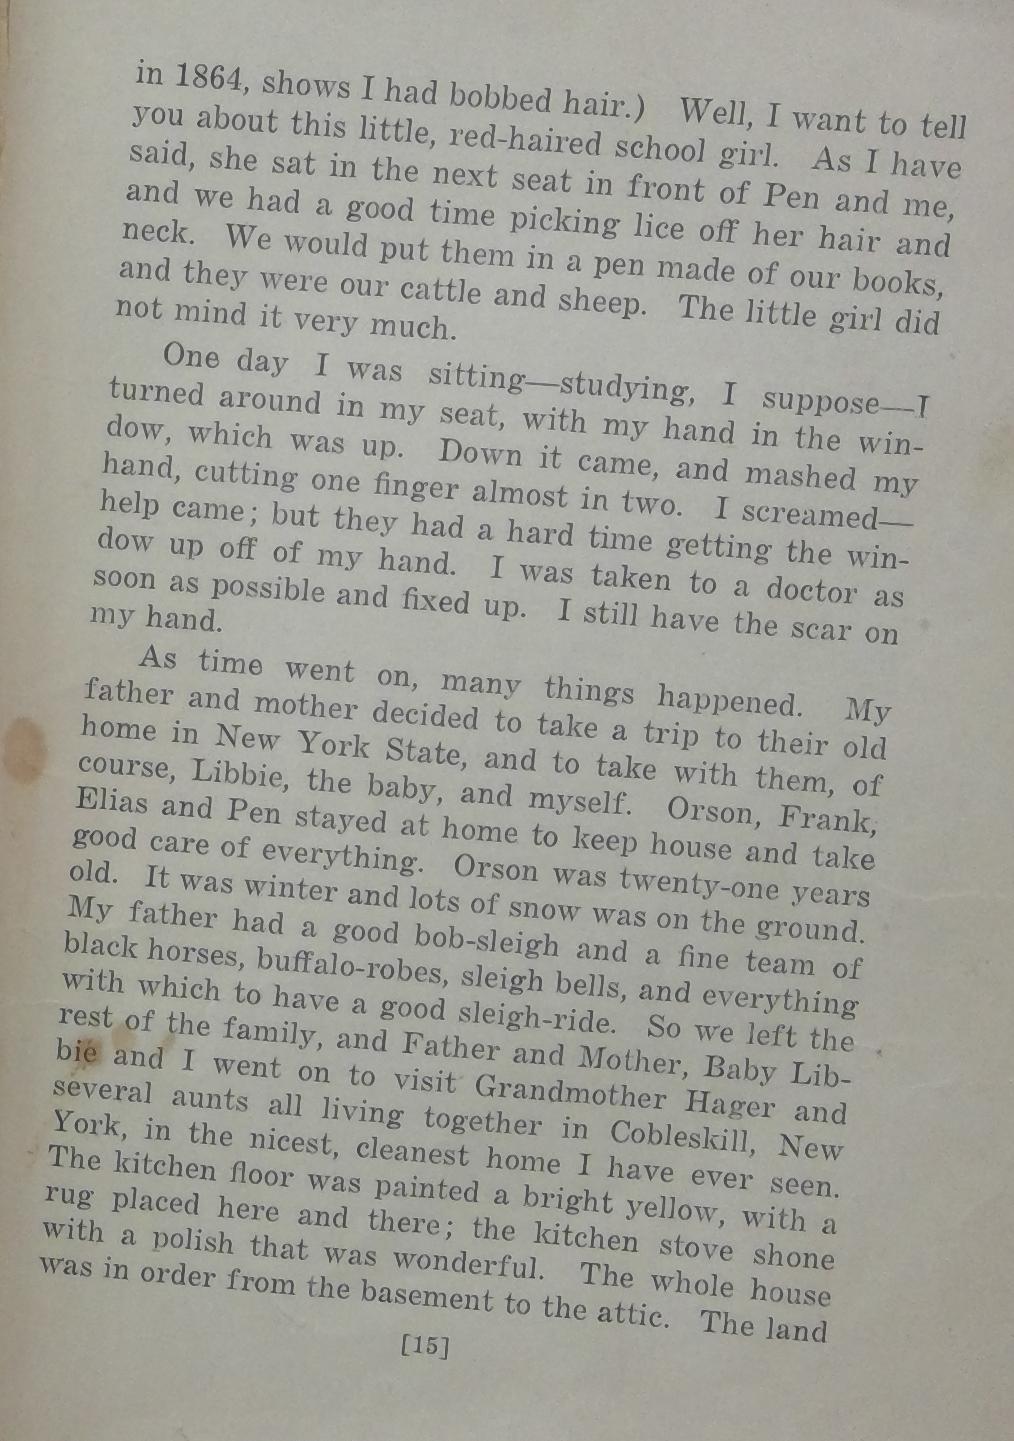 in 1864, shows I had bobbed hair.) Well, I want to tell
you about this little, red-haired school girl. As I have
said, she sat in the next seat in front of Pen and me,
and we had a good time picking lice off her hair and
neck. We would put them in a pen made of our books,
and they were our cattle and sheep. The little girl did
not mind it very much.
One day I was sitting—studying, I suppose—I
turned around in my seat, with my hand in the win-
dow, which was up. Down it came, and mashed my
hand, cutting one finger almost in two. I screamed—
help came; but they had a hard time getting the win-
dow up off of my hand. I was taken to a doctor as
soon as possible and fixed up. I still have the scar on
my hand.
As time went on, many things happened. My
father and mother decided to take a trip to their old
home in New York State, and to take with them, of
course, Libbie, the baby, and myself. Orson, Frank,
Elias and Pen stayed at home to keep house and take
good care of everything. Orson was twenty-one years
old. It was winter and lots of snow was on the ground.
My father had a good bob-sleigh and a fine team of
black horses, buffalo-robes, sleigh bells, and everything
with which to have a good sleigh-ride. So we left the
rest of the family, and Father and Mother, Baby Lib-
bie and I went on to visit Grandmother Hager and
several aunts all living together in Cobleskill, New
York, in the nicest, cleanest home I have ever seen.
The kitchen floor was painted a bright yellow, with a
rug placed here and there; the kitchen stove shone
with a polish that was wonderful. The whole house
was in order from the basement to the attic. The land
[15]